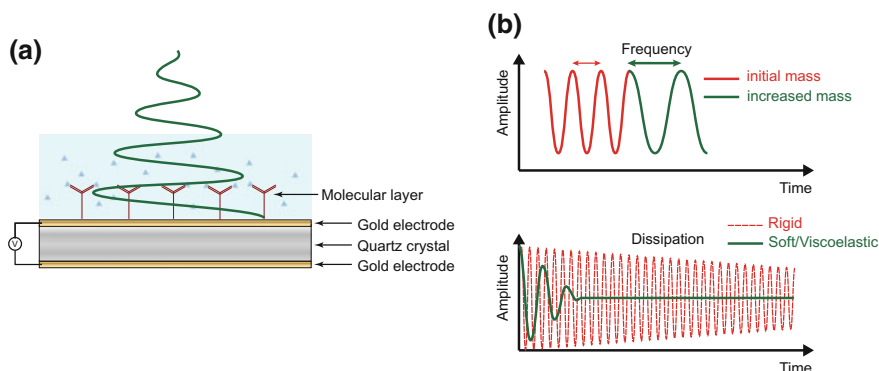 (a)
V
Molecular layer
Gold electrode
Quartz crystal
Gold electrode
(b)
Frequency
initial mass
increased mass
Amplitude
Time
Rigid
Dissipation
Soft/Viscoelastic
Amplitude
Time